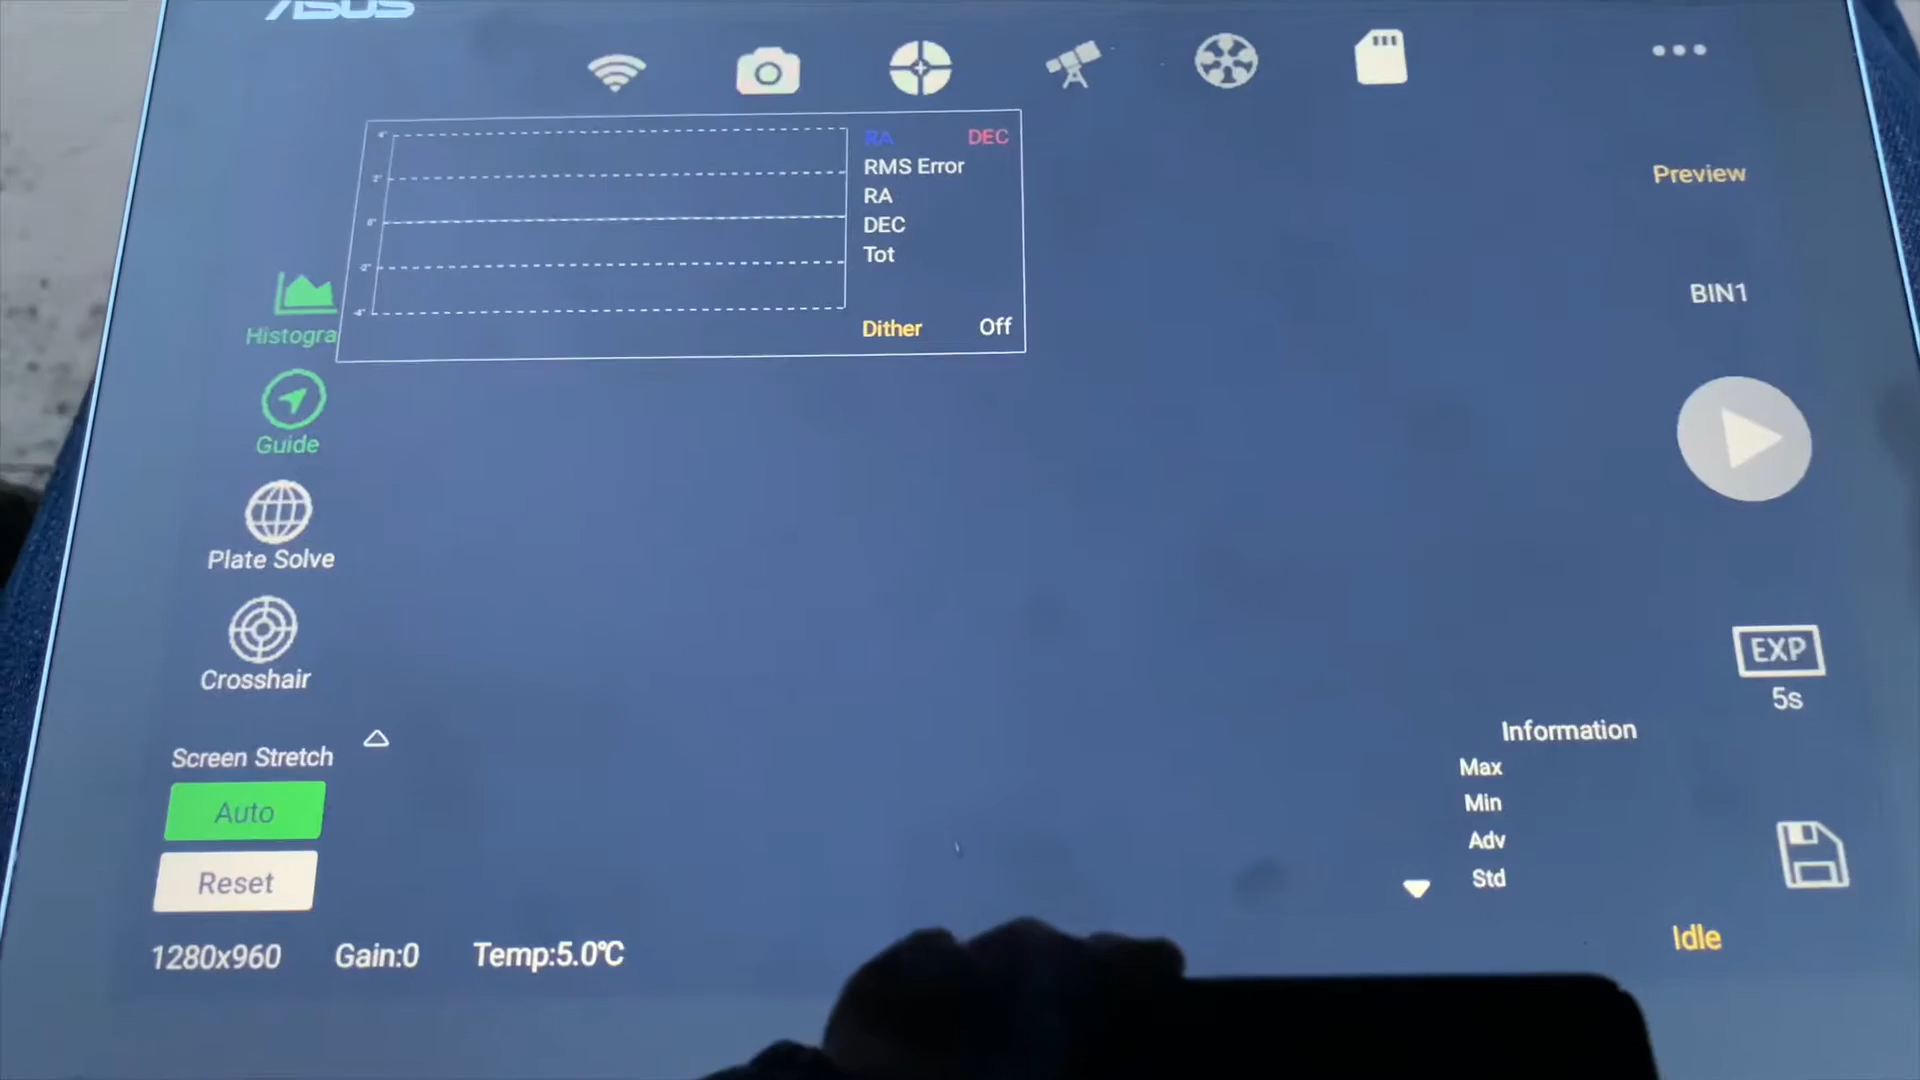 ASUS
RA DEC
RMS Error
RA
DEC
Tot
Dither Off
Preview
BIN1
Histogra
Guide
Plate Solve
Crosshair
EXP
5s
Screen Stretch
Auto
Reset
Information
Max
Min
Adv
Std
1280x960 Gain:0 Temp:5.0℃
Idle